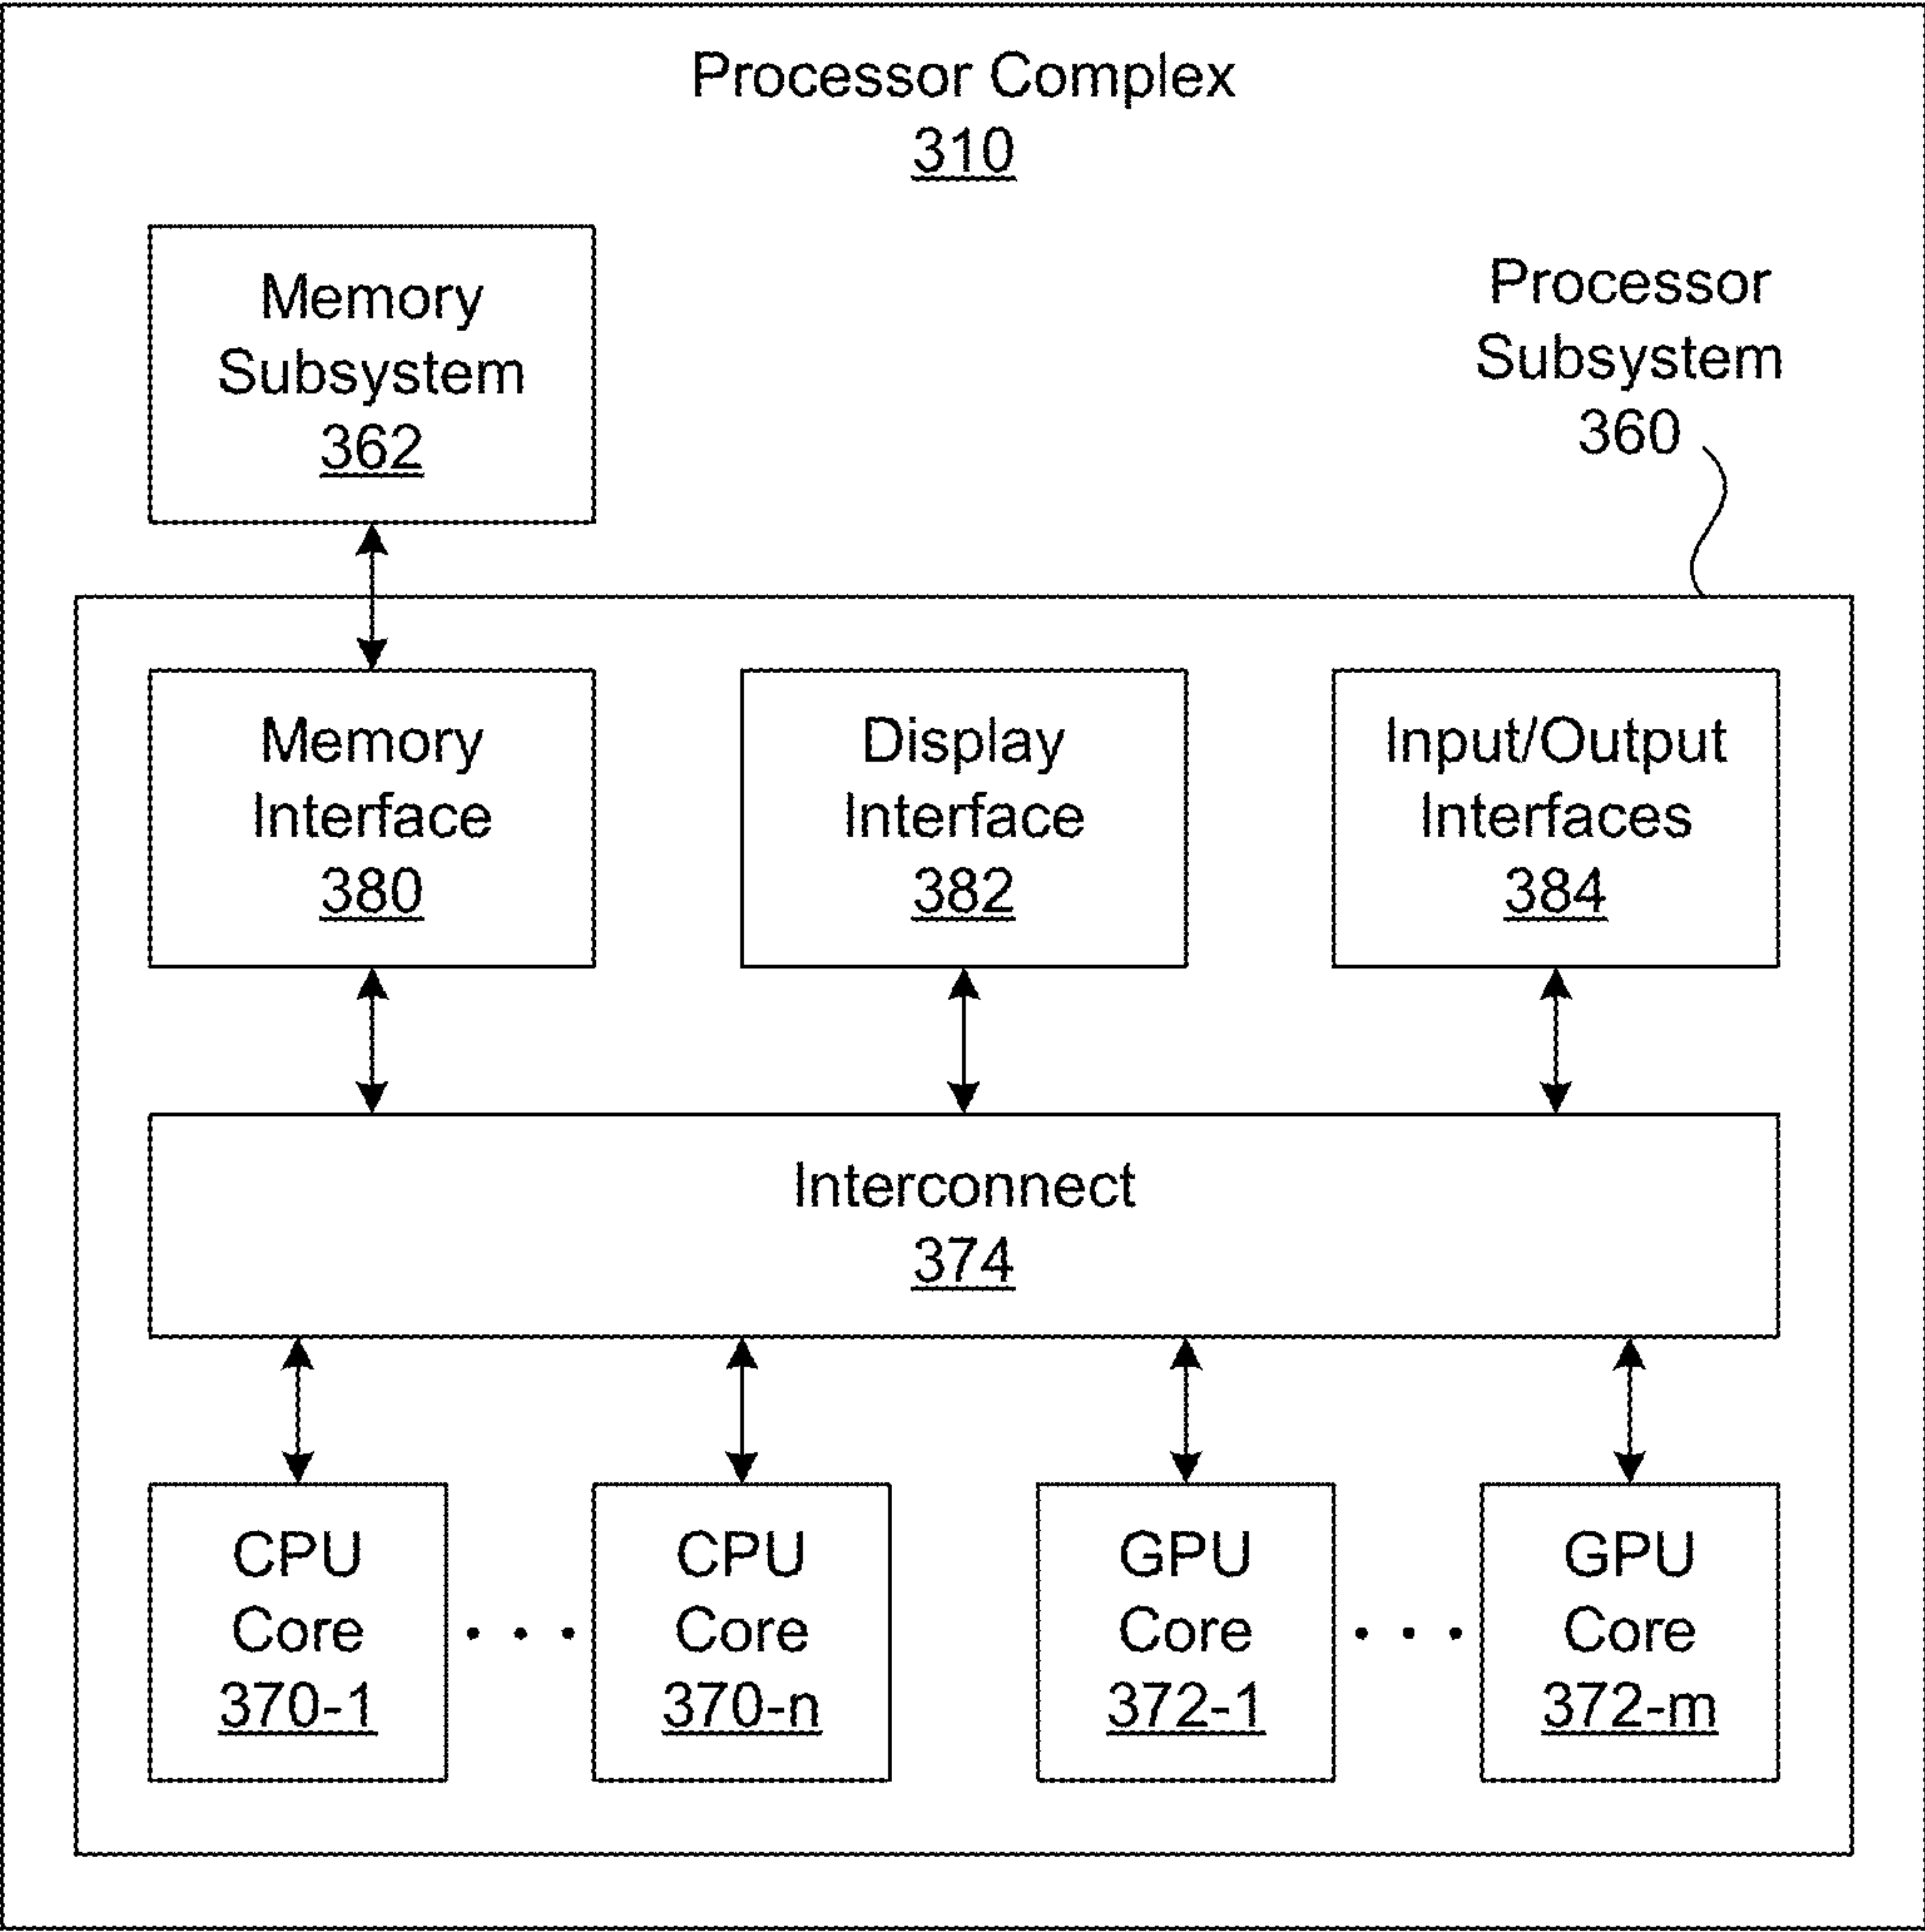 Processor Complex
310
Memory
Subsystem
362
Processor
Subsystem
360
Memory
Interface
380
Display
Interface
382
Input/Output
Interfaces
384
Interconnect
374
CPU
Core
370-1
CPU
Core
370-n
GPU
Core
372-1
GPU
Core
372-m